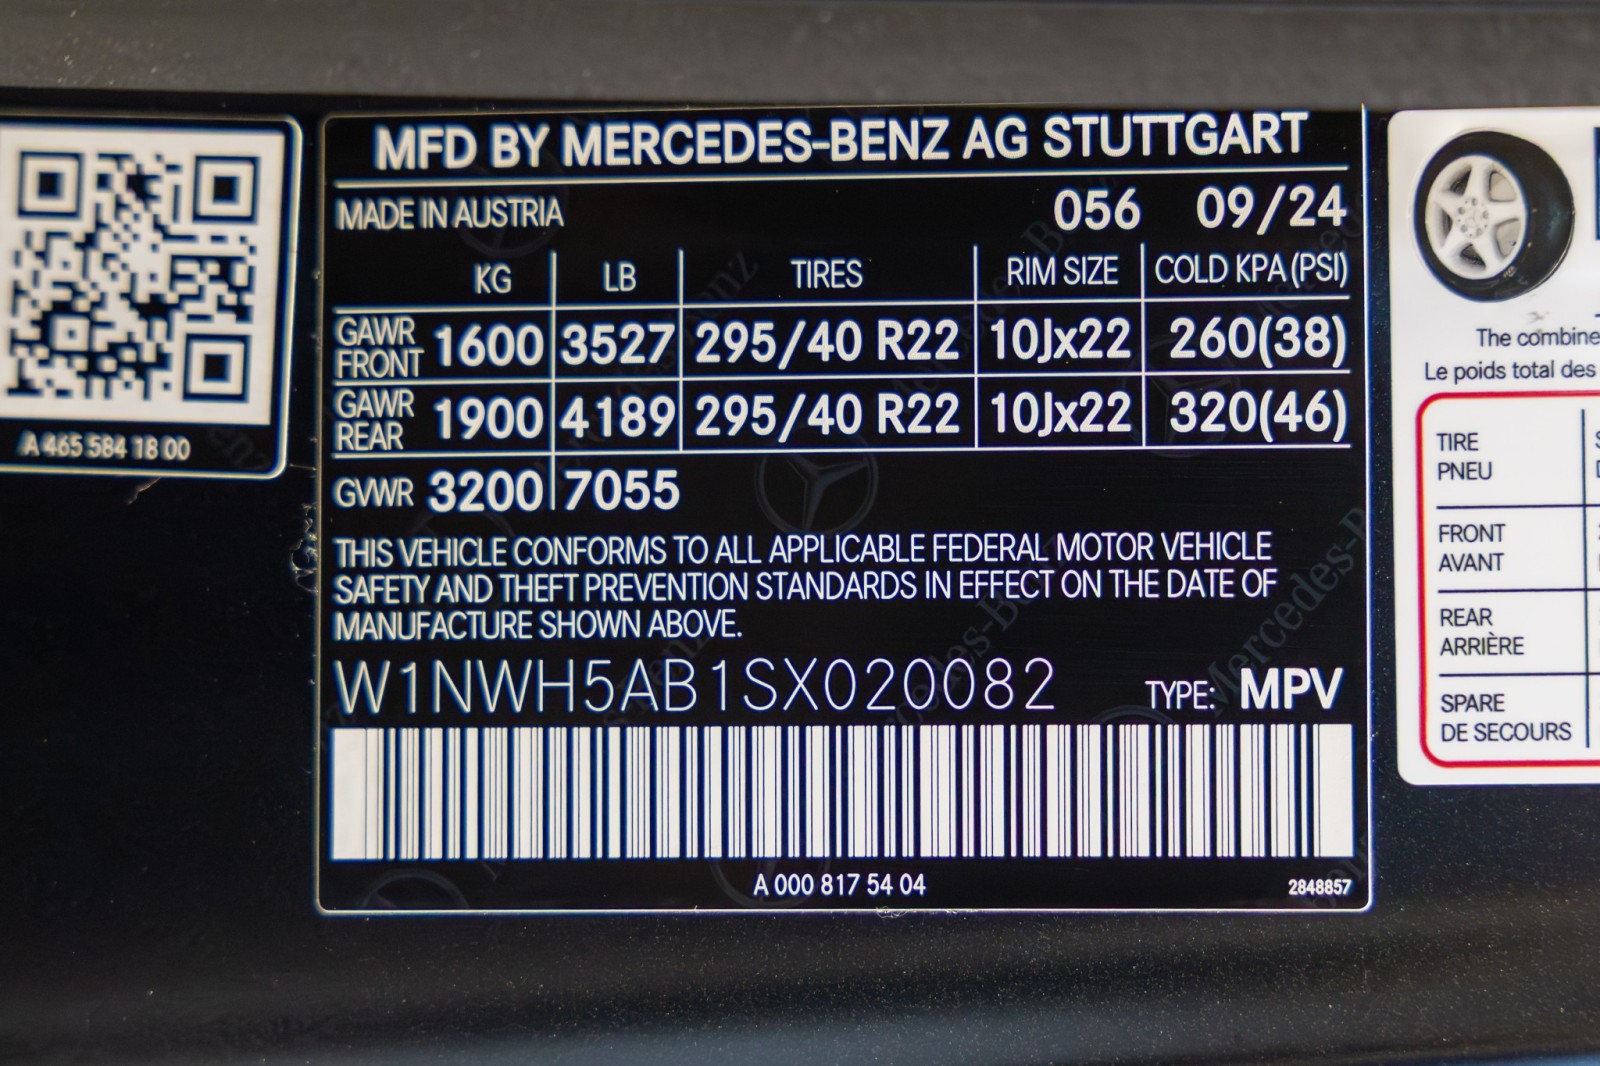 MFD BY MERCEDES-BENZ AG STUTTGART
MADE IN AUSTRIA 056 09/24
KG LB TIRES RIM SIZE COLD KPA (PSI)
GAWR FRONT 1600 3527 295/40 R22 10Jx22 260(38)
GAWR REAR 1900 4189 295/40 R22 10Jx22 320(46)
GVWR 3200 7055
THIS VEHICLE CONFORMS TO ALL APPLICABLE FEDERAL MOTOR VEHICLE
SAFETY AND THEFT PREVENTION STANDARDS IN EFFECT ON THE DATE OF
MANUFACTURE SHOWN ABOVE.
W1NWH5AB1SX020082 TYPE: MPV
A 000 817 54 04 2848857
A 465 584 18 00
The combine
Le poids total des
TIRE
PNEU
FRONT
AVANT
REAR
ARRIÈRE
SPARE
DE SECOURS